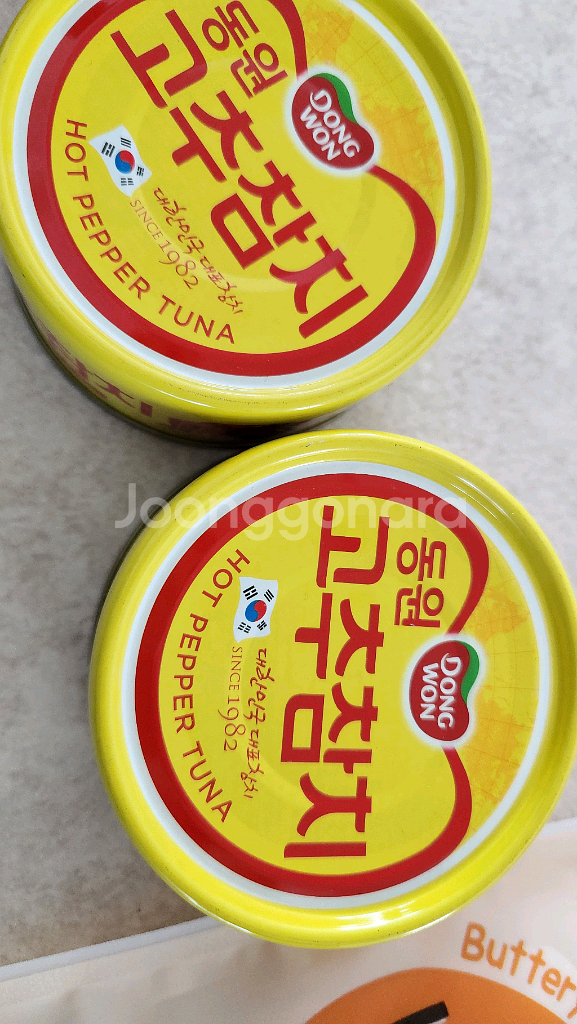 동원
고추참치
DONG
WON
대한민국 대표참치
SINCE 1982
HOT PEPPER TUNA
동원
고추참치
DONG
WON
대한민국 대표참치
SINCE 1982
HOT PEPPER TUNA
Joonggonara
Buttery